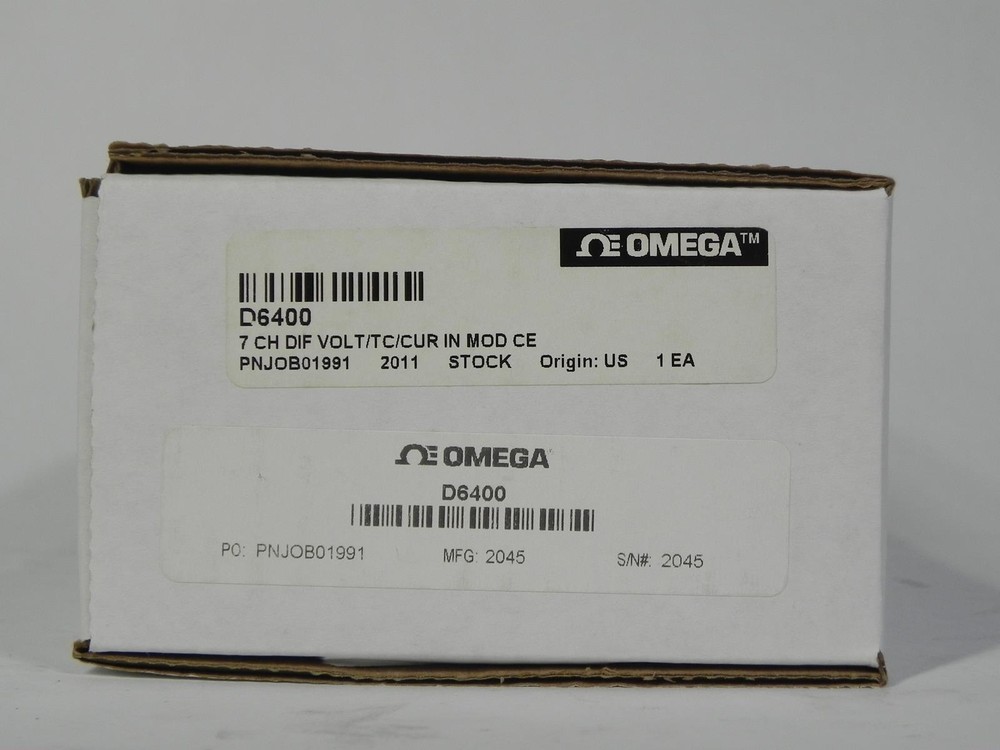 OMEGA™
D6400
7 CH DIF VOLT/TC/CUR IN MOD CE
PNJOB01991 2011 STOCK Origin: US 1 EA
OMEGA
D6400
PO: PNJOB01991 MFG: 2045 S/N#: 2045